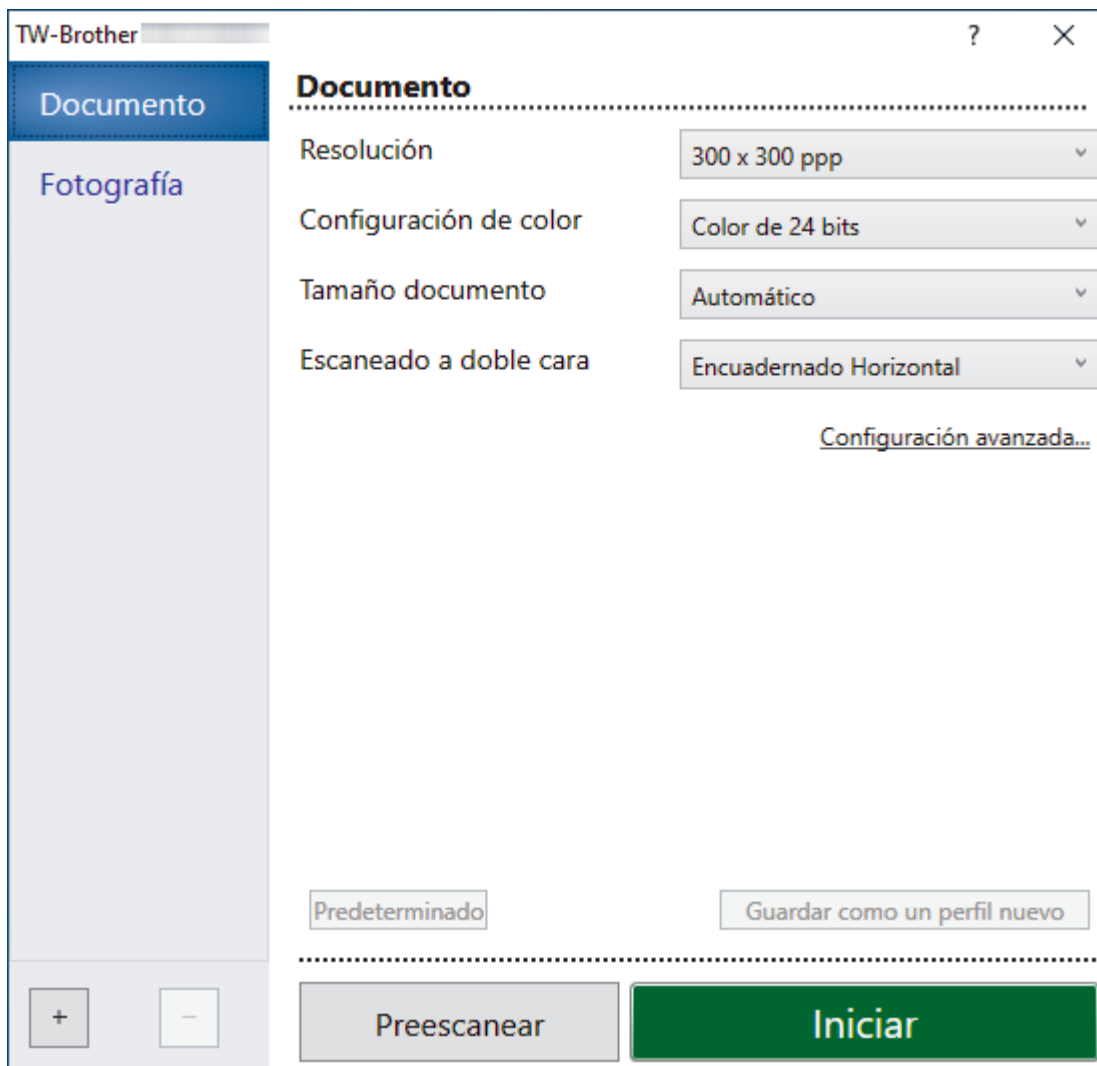 TW-Brother
?
Documento
Fotografía
Documento
Resolución
300 x 300 ppp
Configuración de color
Color de 24 bits
Tamaño documento
Automático
Escaneado a doble cara
Encuadernado Horizontal
Configuración avanzada...
Predeterminado
Guardar como un perfil nuevo
+
−
Preescanear
Iniciar